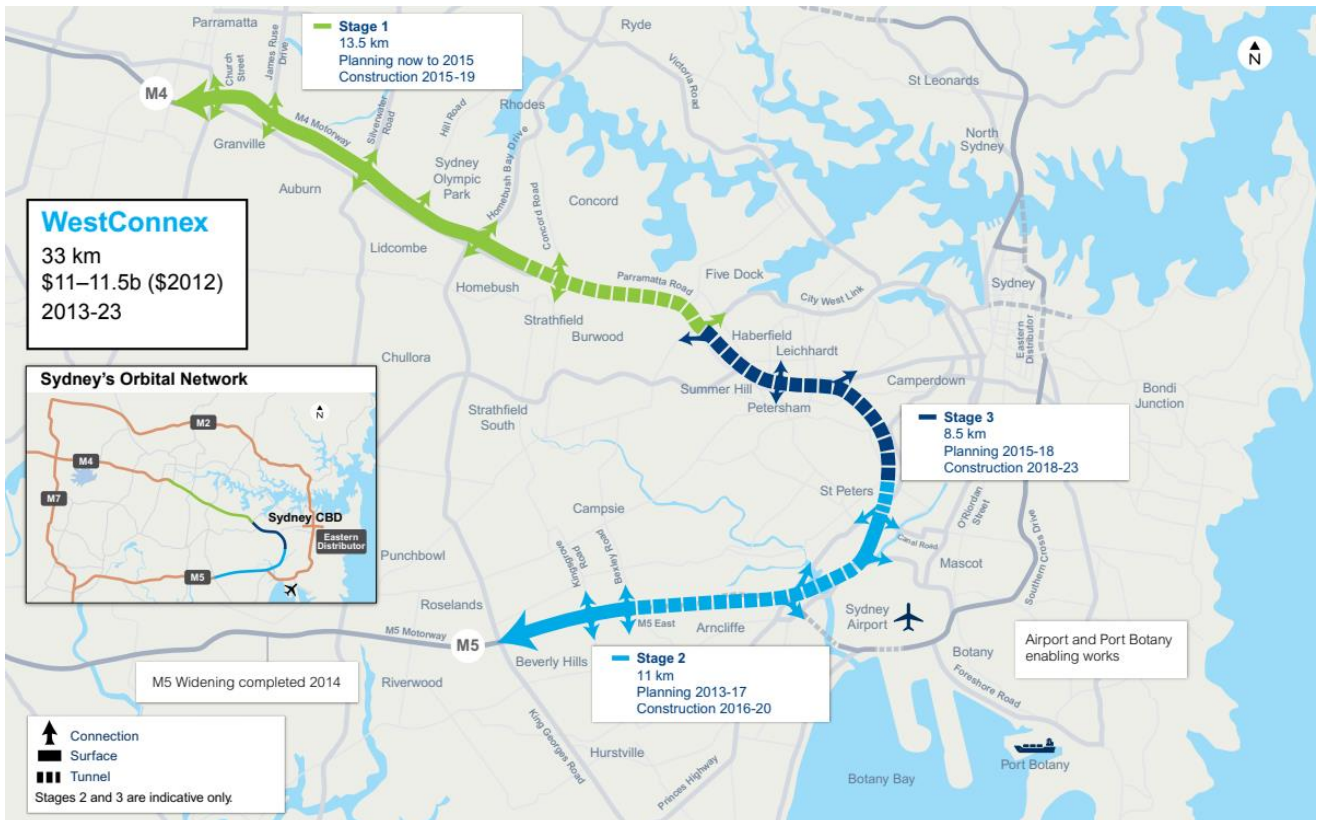 Parramatta
Church
Street
James Ruse
Drive
M4
Stage 1
13.5 km
Planning now to 2015
Construction 2015-19
Ryde
Victoria Road
St Leonards
N
North
Sydney
Granville
M4 Motorway
Silverwater
Road
Hill Road
Rhodes
Homebush Bay Drive
Auburn
Sydney
Olympic
Park
Concord Road
Concord
Lidcombe
WestConnex
33 km
$11–11.5b ($2012)
2013-23
Homebush
Parramatta Road
Five Dock
City West Link
Sydney
Strathfield
Burwood
Haberfield
Leichhardt
Eastern
Distributor
Chullora
Summer Hill
Petersham
Camperdown
Bondi
Junction
Sydney's Orbital Network
N
M2
M4
M7
Sydney CBD
Eastern
Distributor
M5
Strathfield
South
Stage 3
8.5 km
Planning 2015-18
Construction 2018-23
St Peters
O'Riordan
Street
Campsie
Canal Road
Southern Cross Drive
Punchbowl
Kingsgrove
Road
Bexley Road
Mascot
Roselands
M5 East
Arncliffe
Sydney
Airport
M5 Motorway
M5
Beverly Hills
Botany
Airport and Port Botany
enabling works
Foreshore Road
M5 Widening completed 2014
Riverwood
Stage 2
11 km
Planning 2013-17
Construction 2016-20
King Georges Road
Hurstville
Princes Highway
Botany Bay
Port Botany
Connection
Surface
Tunnel
Stages 2 and 3 are indicative only.